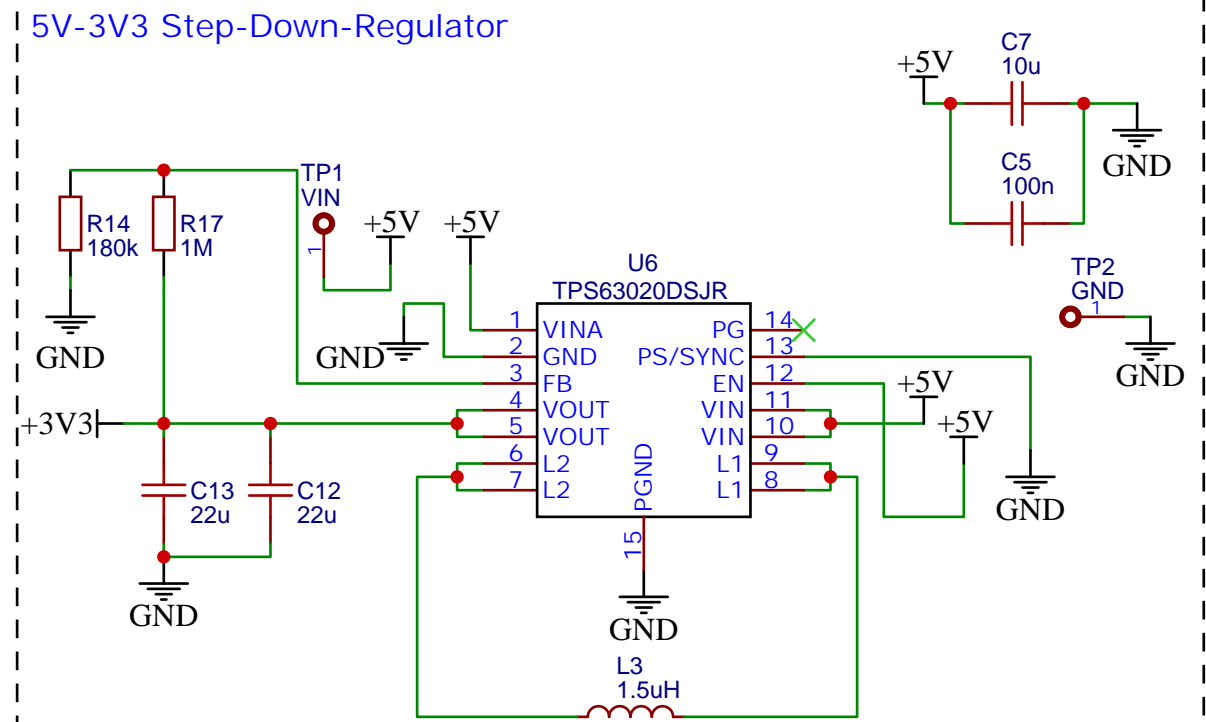 5V-3V3 Step-Down-Regulator
C7
10u
+5V
GND
C5
100n
TP1
VIN
1
+5V
+5V
R14
180k
R17
1M
GND
GND
U6
TPS63020DSJR
TP2
GND
1
GND
1 VINA
2 GND
3 FB
4 VOUT
5 VOUT
6 L2
7 L2
PG 14
PS/SYNC 13
EN 12
VIN 11
VIN 10
L1 9
L1 8
PGND
15
+5V
+5V
GND
+3V3
C13
22u
C12
22u
GND
GND
L3
1.5uH